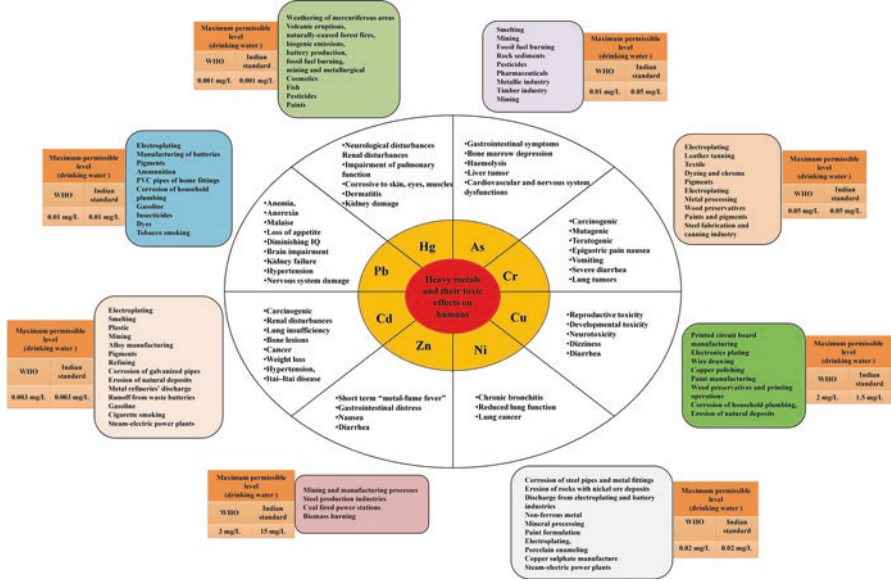 Maximum permissible
level
(drinking water )
WHO
Indian
standard
0.001 mg/L
0.001 mg/L
Weathering of mercuriferous areas
Volcanic eruptions,
naturally-caused forest fires,
biogenic emissions,
battery production,
fossil fuel burning,
mining and metallurgical
Cosmetics
Fish
Pesticides
Paints
Smelting
Mining
Fossil fuel burning
Rock sediments
Pesticides
Pharmaceuticals
Metallic industry
Timber industry
Mining
Maximum permissible
level
(drinking water)
WHO
Indian
standard
0.01 mg/L
0.05 mg/L
Maximum permissible
level
(drinking water)
WHO
Indian
standard
0.01 mg/L
0.01 mg/L
Electroplating
Manufacturing of batteries
Pigments
Ammunition
PVC pipes of home fittings
Corrosion of household
plumbing
Gasoline
Insecticides
Dyes
Tobacco smoking
Electroplating
Leather tanning
Textile
Dyeing and chrome
Pigments
Electroplating
Metal processing
Wood preservatives
Paints and pigments
Steel fabrication and
canning industry
Maximum permissible
level
(drinking water)
WHO
Indian
standard
0.05 mg/L
0.05 mg/L
•Neurological disturbances
Renal disturbances
•Impairment of pulmonary
function
•Corrosive to skin, eyes, muscles
•Dermatitis
•Kidney damage
•Gastrointestinal symptoms
•Bone marrow depression
•Haemolysis
•Liver tumor
•Cardiovascular and nervous system
dysfunctions
•Anemia,
•Anorexia
•Malaise
•Loss of appetite
•Diminishing IQ
•Brain impairment
•Kidney failure
•Hypertension
•Nervous system damage
•Carcinogenic
•Mutagenic
•Teratogenic
•Epigastric pain nausea
•Vomiting
•Severe diarrhea
•Lung tumors
Hg
As
Pb
Cr
Heavy metals
and their toxic
effects on
humans
Cd
Cu
Zn
Ni
•Carcinogenic
•Renal disturbances
•Lung insufficiency
•Bone lesions
•Cancer
•Weight loss
•Hypertension,
•Itai–Itai disease
•Reproductive toxicity
•Developmental toxicity
•Neurotoxicity
•Dizziness
•Diarrhea
•Short term “metal-fume fever”
•Gastrointestinal distress
•Nausea
•Diarrhea
•Chronic bronchitis
•Reduced lung function
•Lung cancer
Maximum permissible
level
(drinking water)
WHO
Indian
standard
0.003 mg/L
0.003 mg/L
Electroplating
Smelting
Plastic
Mining
Alloy manufacturing
Pigments
Refining
Corrosion of galvanized pipes
Erosion of natural deposits
Metal refineries' discharge
Runoff from waste batteries
Gasoline
Cigarette smoking
Steam-electric power plants
Printed circuit board
manufacturing
Electronics plating
Wire drawing
Copper polishing
Paint manufacturing
Wood preservatives and printing
operations
Corrosion of household plumbing,
Erosion of natural deposits
Maximum permissible
level
(drinking water)
WHO
Indian
standard
2 mg/L
1.5 mg/L
Maximum permissible
level
(drinking water)
WHO
Indian
standard
3 mg/L
15 mg/L
Mining and manufacturing processes
Steel production industries
Coal fired power stations
Biomass burning
Corrosion of steel pipes and metal fittings
Erosion of rocks with nickel ore deposits
Discharge from electroplating and battery
industries
Non-ferrous metal
Mineral processing
Paint formulation
Electroplating,
Porcelain enameling
Copper sulphate manufacture
Steam-electric power plants
Maximum permissible
level
(drinking water)
WHO
Indian
standard
0.02 mg/L
0.02 mg/L